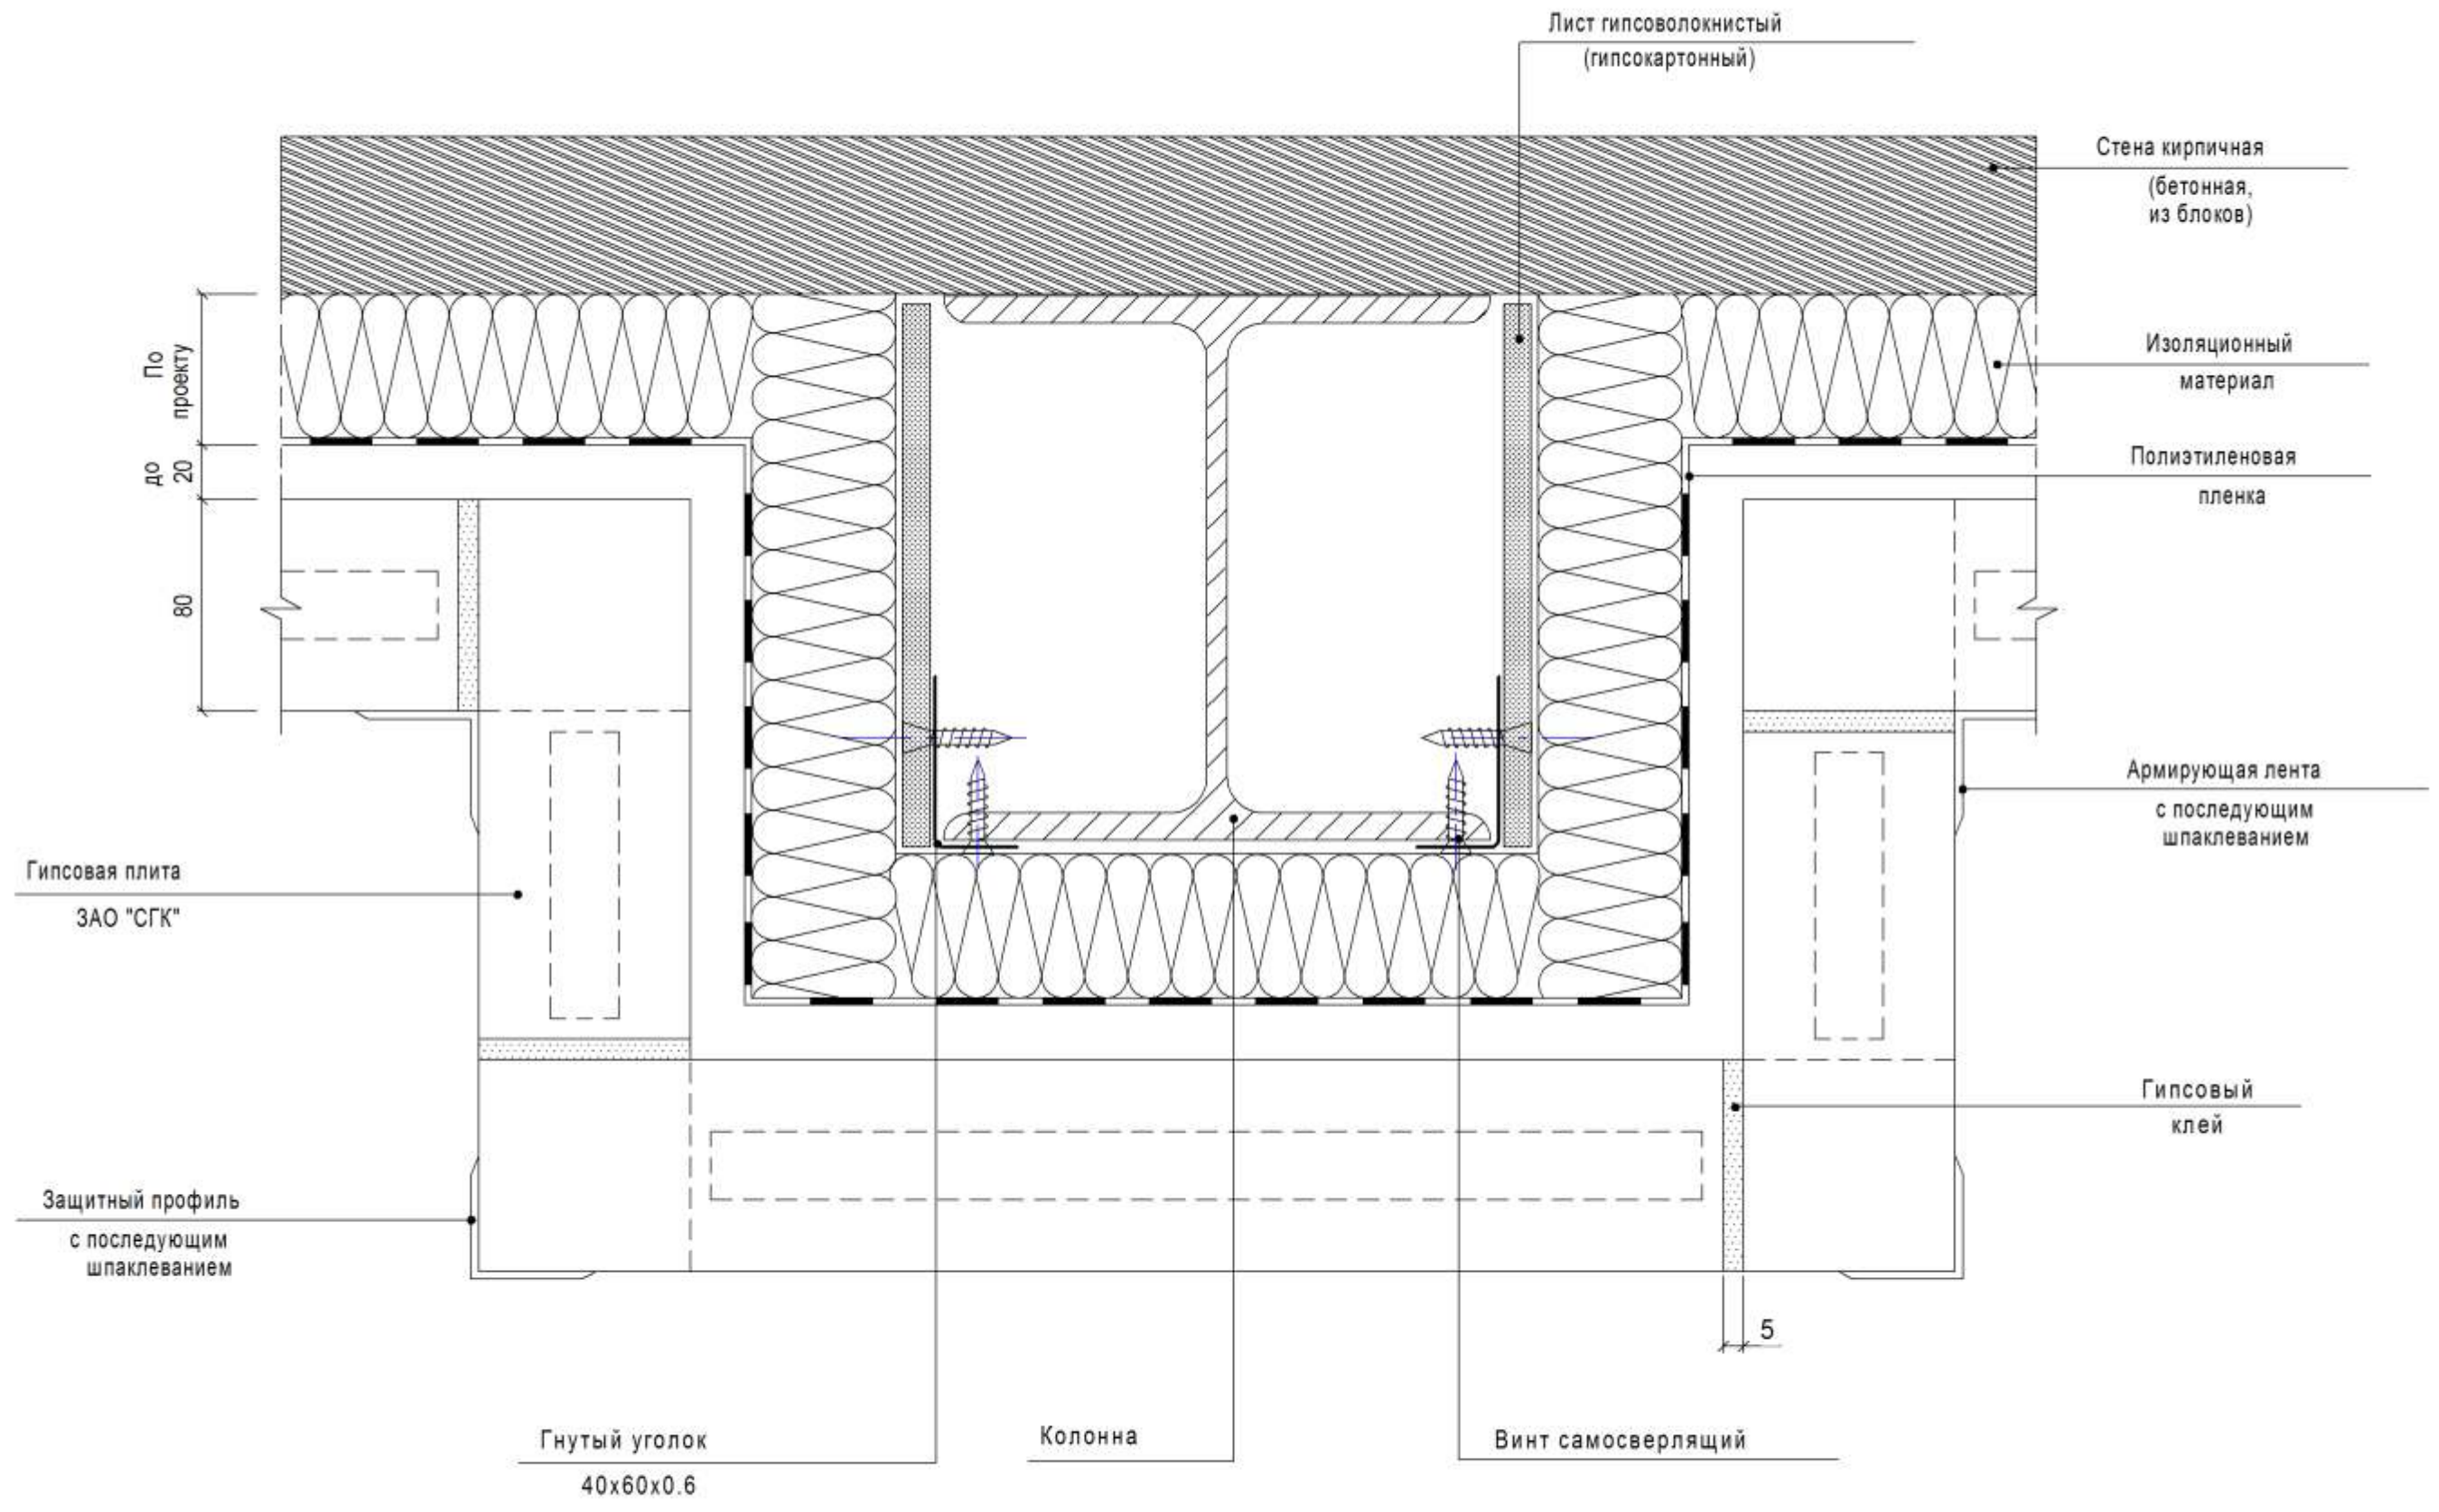 Лист гипсоволокнистый
(гипсокартонный)
Стена кирпичная
(бетонная,
из блоков)
Изоляционный
материал
Полиэтиленовая
пленка
По
проекту
до
20
80
Армирующая лента
с последующим
шпаклеванием
Гипсовая плита
ЗАО "СГК"
Гипсовый
клей
Защитный профиль
с последующим
шпаклеванием
5
Гнутый уголок
40х60х0.6
Колонна
Винт самосверлящий